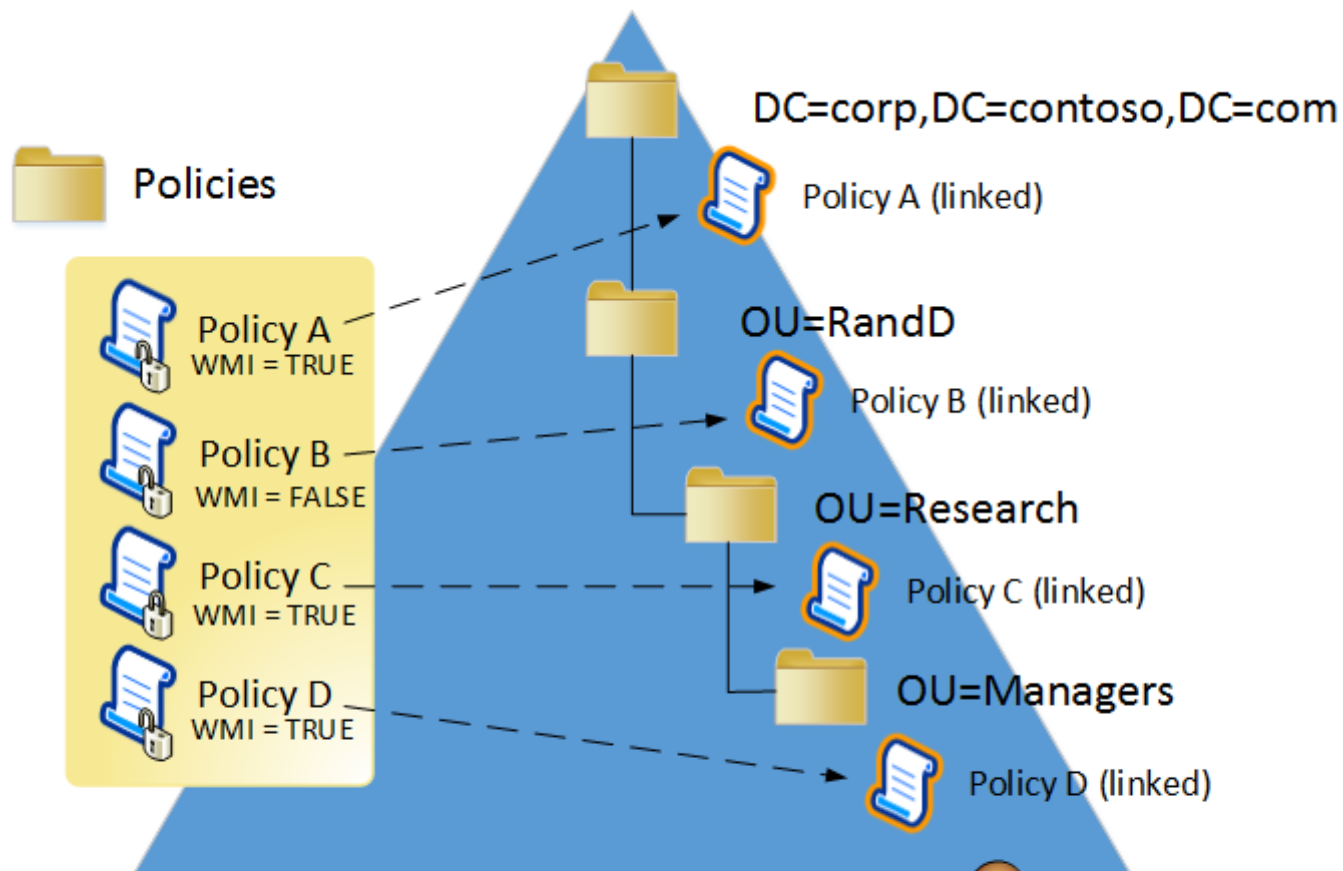 DC=corp,DC=contoso,DC=com
Policies
Policy A (linked)
Policy A
WMI = TRUE
OU=RandD
Policy B (linked)
Policy B
WMI = FALSE
OU=Research
Policy C
WMI = TRUE
Policy C (linked)
OU=Managers
Policy D
WMI = TRUE
Policy D (linked)